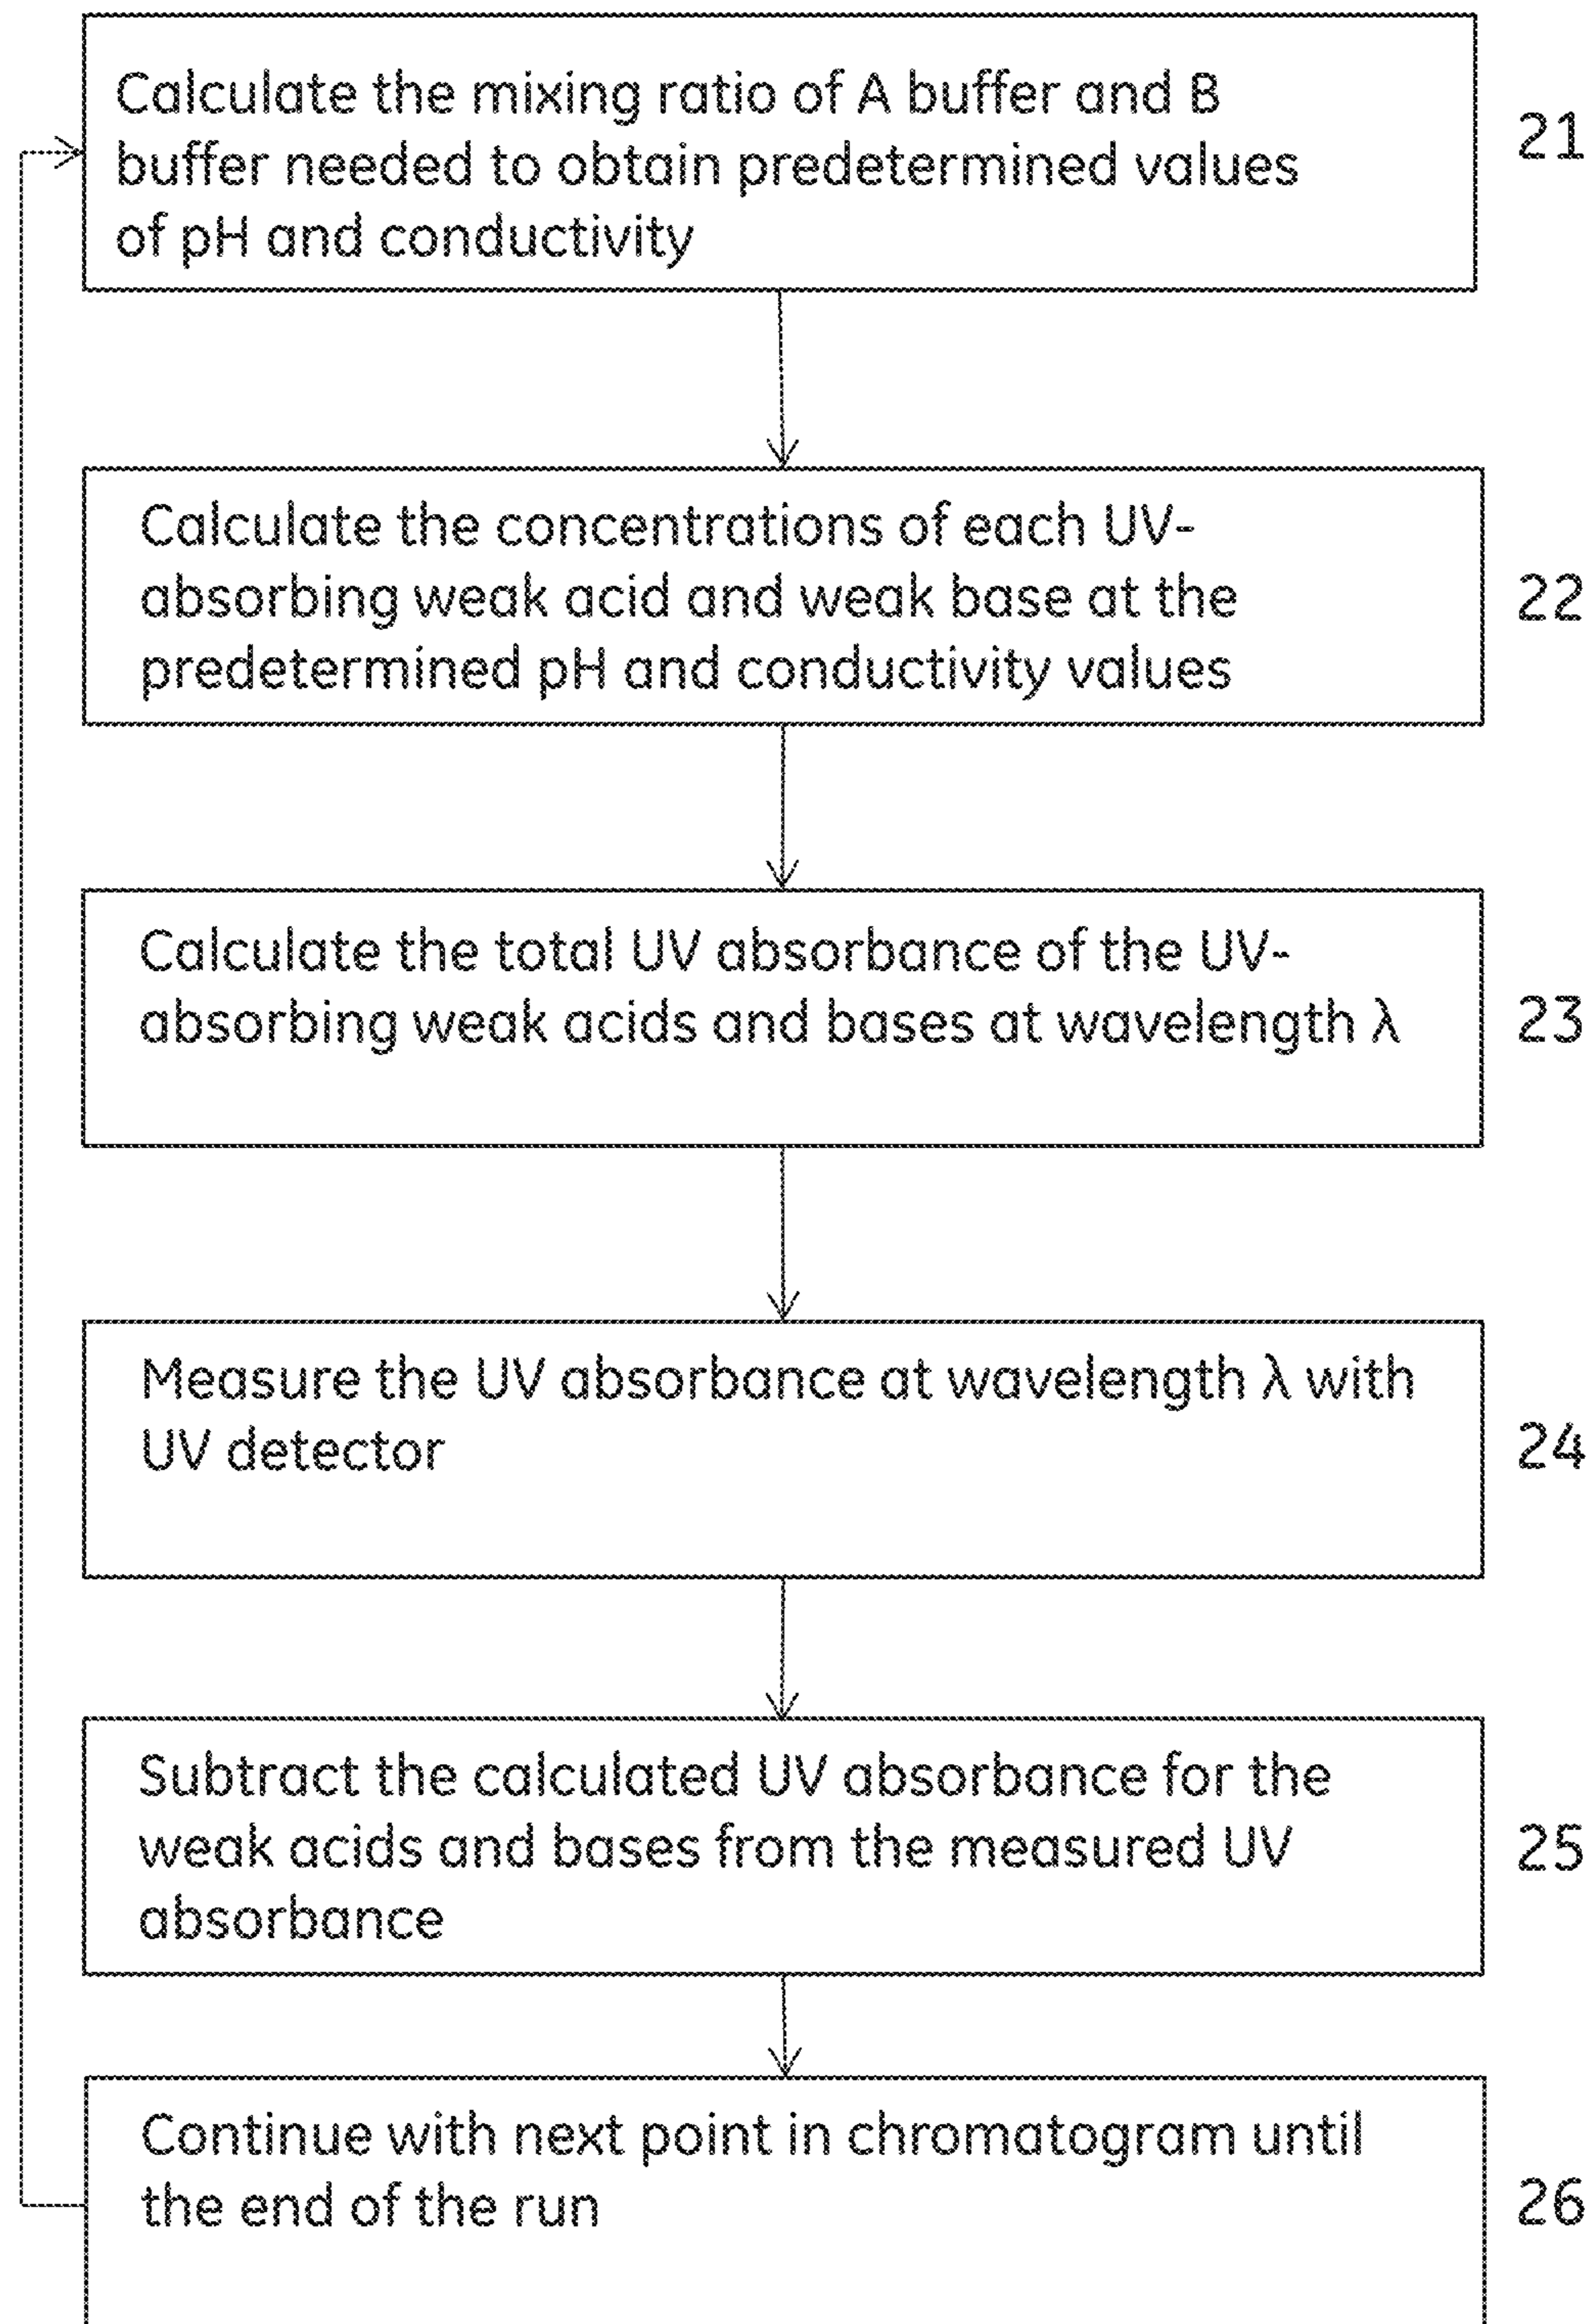 Calculate the mixing ratio of A buffer and B
buffer needed to obtain predetermined values
of pH and conductivity
21
Calculate the concentrations of each UV-
absorbing weak acid and weak base at the
predetermined pH and conductivity values
22
Calculate the total UV absorbance of the UV-
absorbing weak acids and bases at wavelength λ
23
Measure the UV absorbance at wavelength λ with
UV detector
24
Subtract the calculated UV absorbance for the
weak acids and bases from the measured UV
absorbance
25
Continue with next point in chromatogram until
the end of the run
26